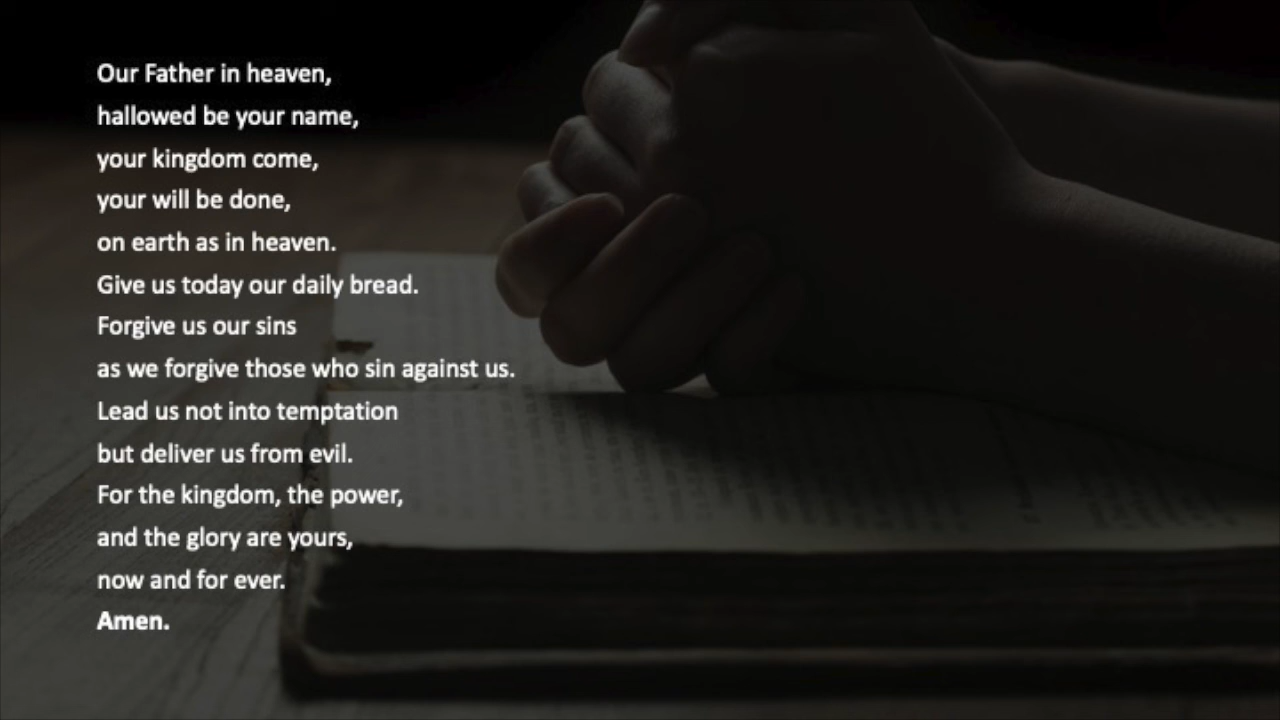 Our Father in heaven,
hallowed be your name,
your kingdom come,
your will be done,
on earth as in heaven.
Give us today our daily bread.
Forgive us our sins
as we forgive those who sin against us.
Lead us not into temptation
but deliver us from evil.
For the kingdom, the power,
and the glory are yours,
now and for ever.
Amen.